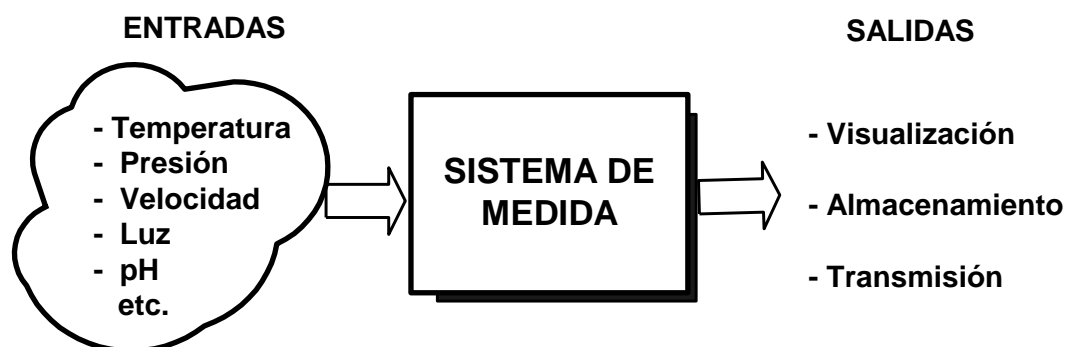 ENTRADAS
- Temperatura
- Presión
- Velocidad
- Luz
- pH
etc.
SISTEMA DE
MEDIDA
SALIDAS
- Visualización
- Almacenamiento
- Transmisión